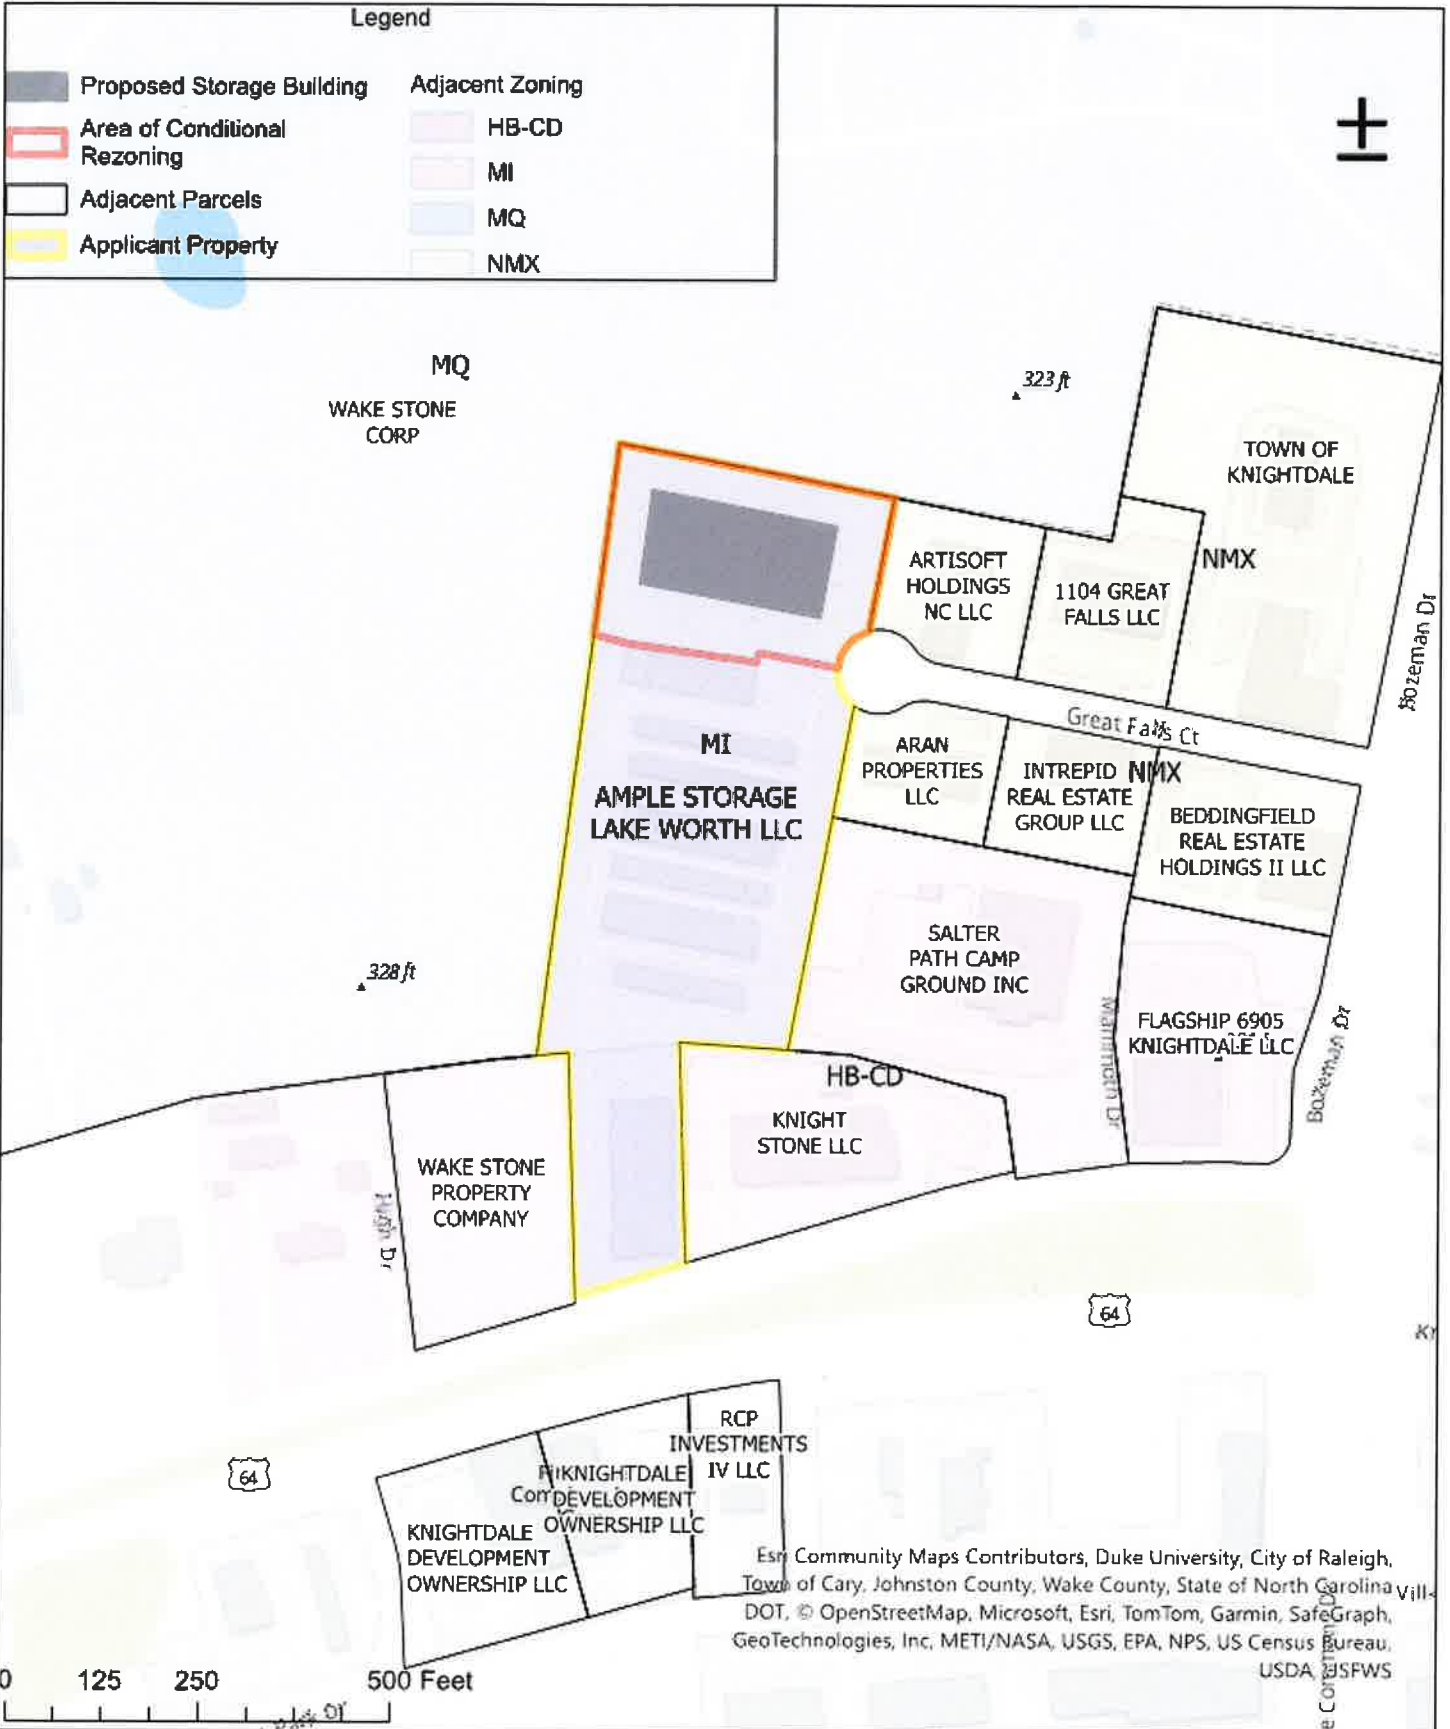 Legend
Proposed Storage Building
Area of Conditional
Rezoning
Adjacent Parcels
Applicant Property
Adjacent Zoning
HB-CD
MI
MQ
NMX
±
MQ
WAKE STONE
CORP
323 ft
TOWN OF
KNIGHTDALE
NMX
ARTISOFT
HOLDINGS
NC LLC
1104 GREAT
FALLS LLC
Bozeman Dr
Great Falls Ct
MI
AMPLE STORAGE
LAKE WORTH LLC
ARAN
PROPERTIES
LLC
INTREPID
REAL ESTATE
GROUP LLC
NMX
BEDDINGFIELD
REAL ESTATE
HOLDINGS II LLC
SALTER
PATH CAMP
GROUND INC
328 ft
Mammoth Dr
FLAGSHIP 6905
KNIGHTDALE LLC
Bozeman Dr
HB-CD
KNIGHT
STONE LLC
WAKE STONE
PROPERTY
COMPANY
Dr
64
64
RCP
INVESTMENTS
IV LLC
KNIGHTDALE
DEVELOPMENT
OWNERSHIP LLC
KNIGHTDALE
DEVELOPMENT
OWNERSHIP LLC
Esri Community Maps Contributors, Duke University, City of Raleigh,
Town of Cary, Johnston County, Wake County, State of North Carolina
DOT, © OpenStreetMap, Microsoft, Esri, TomTom, Garmin, SafeGraph,
GeoTechnologies, Inc, METI/NASA, USGS, EPA, NPS, US Census Bureau,
USDA, USFWS
0 125 250 500 Feet
Dr